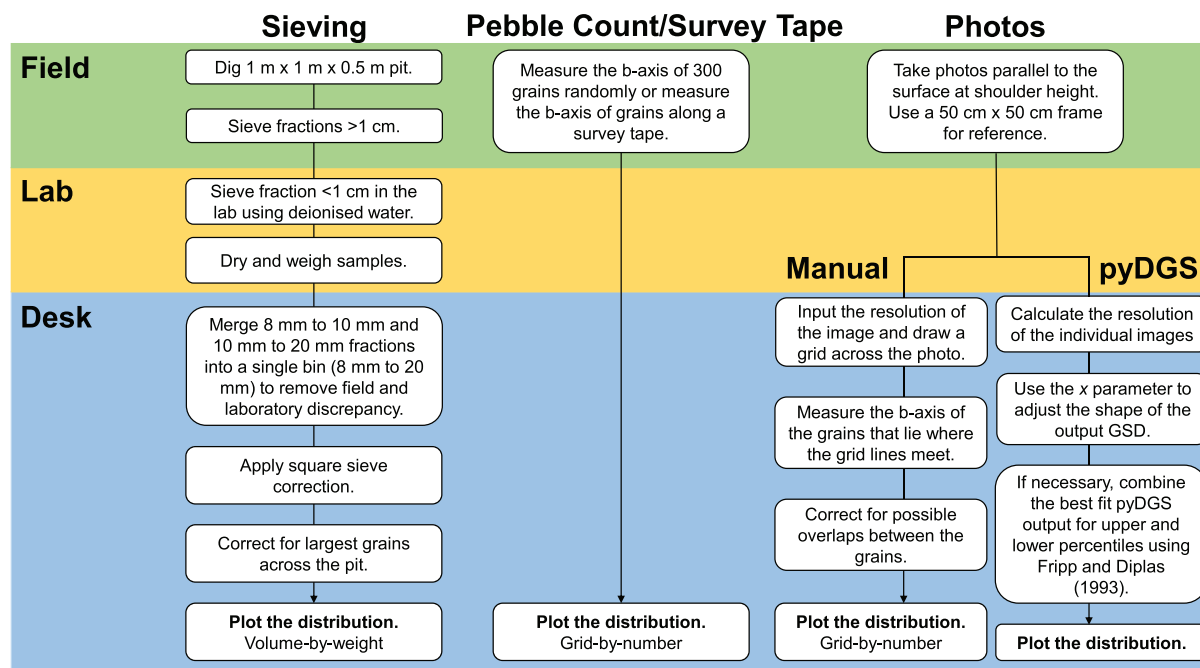 Sieving
Pebble Count/Survey Tape
Photos
Field
Dig 1 m x 1 m x 0.5 m pit.
Sieve fractions >1 cm.
Measure the b-axis of 300
grains randomly or measure
the b-axis of grains along a
survey tape.
Take photos parallel to the
surface at shoulder height.
Use a 50 cm x 50 cm frame
for reference.
Lab
Sieve fraction <1 cm in the
lab using deionised water.
Dry and weigh samples.
Manual
pyDGS
Desk
Merge 8 mm to 10 mm and
10 mm to 20 mm fractions
into a single bin (8 mm to 20
mm) to remove field and
laboratory discrepancy.
Apply square sieve
correction.
Correct for largest grains
across the pit.
Plot the distribution.
Volume-by-weight
Plot the distribution.
Grid-by-number
Input the resolution of
the image and draw a
grid across the photo.
Measure the b-axis of
the grains that lie where
the grid lines meet.
Correct for possible
overlaps between the
grains.
Plot the distribution.
Grid-by-number
Calculate the resolution
of the individual images
Use the x parameter to
adjust the shape of the
output GSD.
If necessary, combine
the best fit pyDGS
output for upper and
lower percentiles using
Fripp and Diplas
(1993).
Plot the distribution.